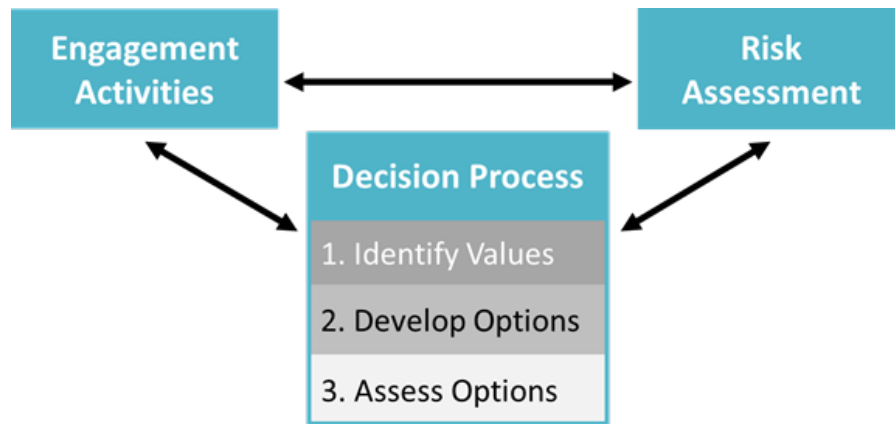 Engagement
Activities
Risk
Assessment
Decision Process
1. Identify Values
2. Develop Options
3. Assess Options